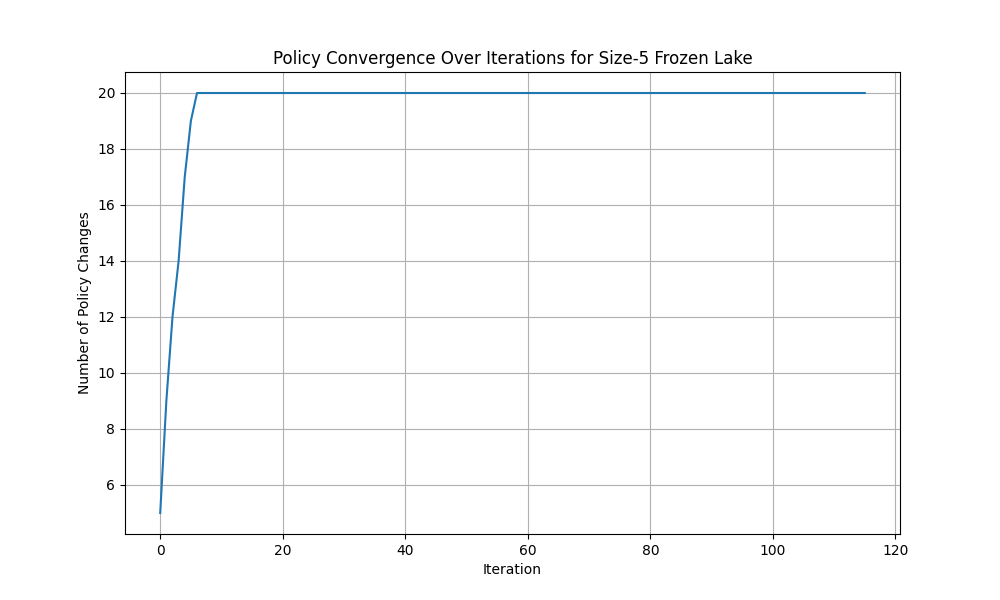 Policy Convergence Over Iterations for Size-5 Frozen Lake
Number of Policy Changes
20
18
16
14
12
10
8
6
0 20 40 60 80 100 120
Iteration